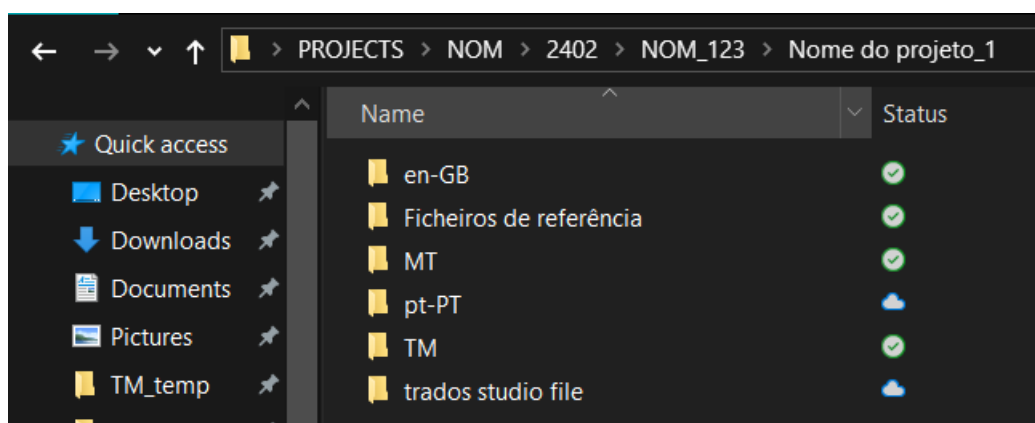 PROJECTS > NOM > 2402 > NOM_123 > Nome do projeto_1
Name Status
Quick access
Desktop
Downloads
Documents
Pictures
TM_temp
en-GB
Ficheiros de referência
MT
pt-PT
TM
trados studio file